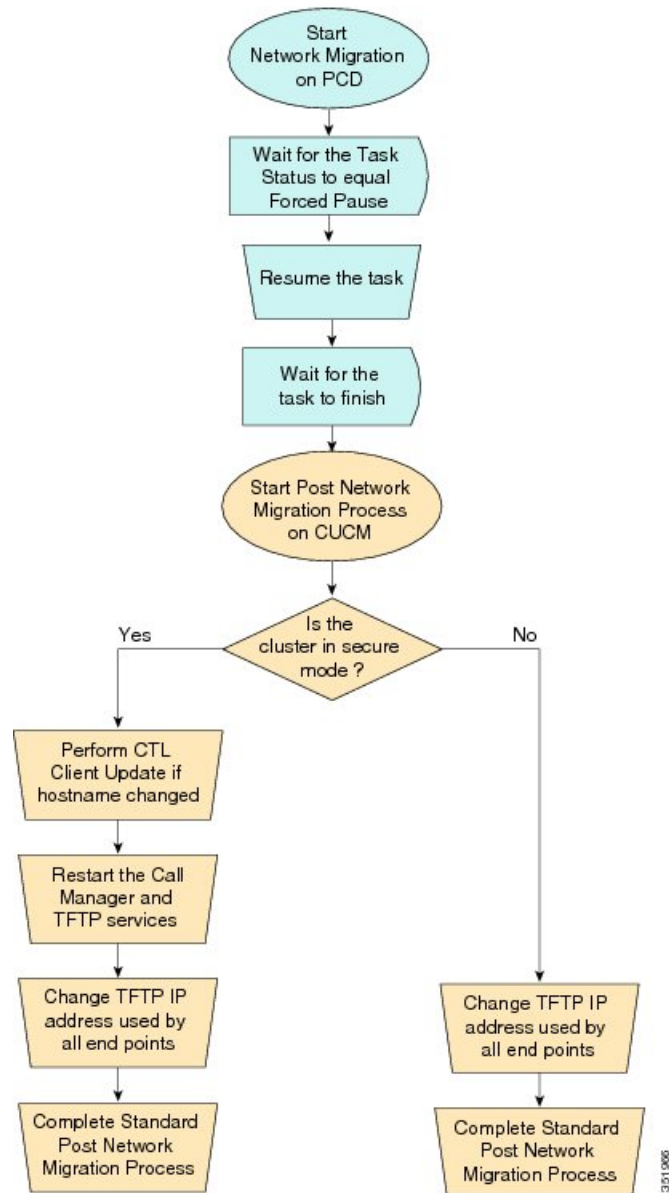 Start
Network Migration
on PCD
Wait for the Task
Status to equal
Forced Pause
Resume the task
Wait for the
task to finish
Start Post Network
Migration Process
on CUCM
Is the
cluster in secure
mode ?
Yes
No
Perform CTL
Client Update if
hostname changed
Restart the Call
Manager and
TFTP services
Change TFTP IP
address used by
all end points
Complete Standard
Post Network
Migration Process
Change TFTP IP
address used by
all end points
Complete Standard
Post Network
Migration Process
351966